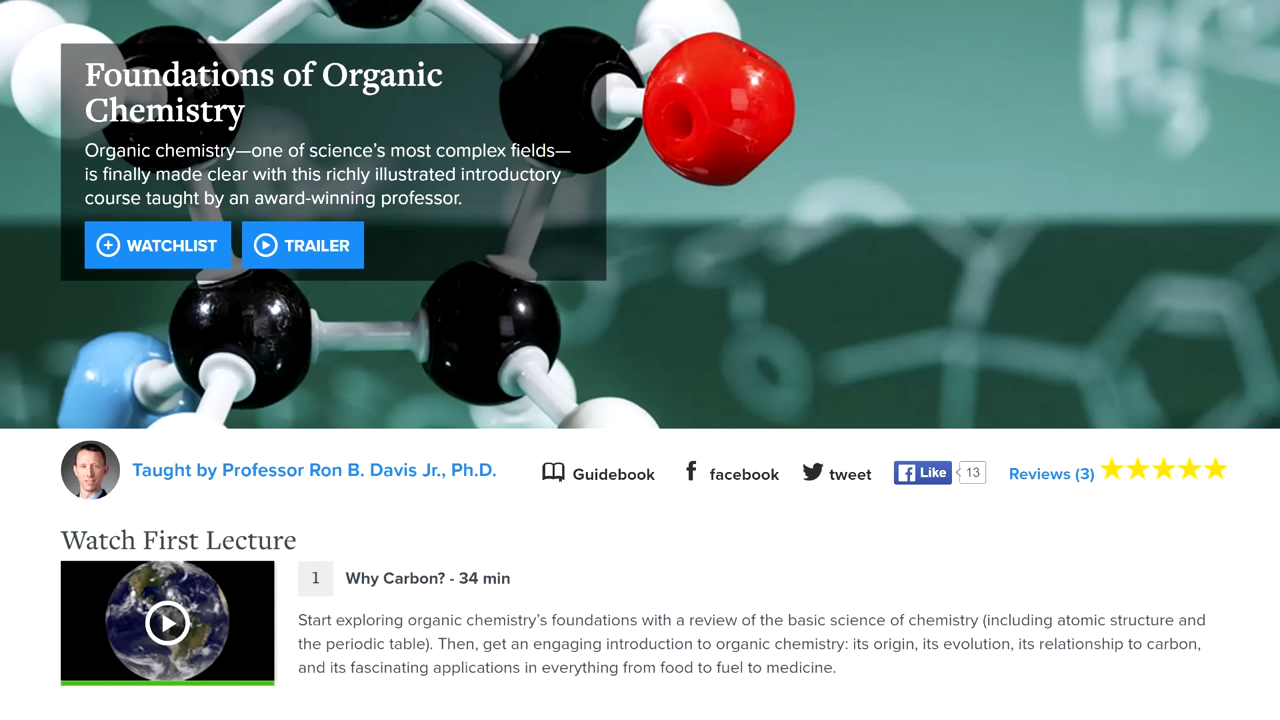 Foundations of Organic
Chemistry
Organic chemistry—one of science's most complex fields—
is finally made clear with this richly illustrated introductory
course taught by an award-winning professor.
WATCHLIST TRAILER
Taught by Professor Ron B. Davis Jr., Ph.D. Guidebook facebook tweet Like 13 Reviews (3)
Watch First Lecture
1 Why Carbon? - 34 min
Start exploring organic chemistry's foundations with a review of the basic science of chemistry (including atomic structure and
the periodic table). Then, get an engaging introduction to organic chemistry: its origin, its evolution, its relationship to carbon,
and its fascinating applications in everything from food to fuel to medicine.